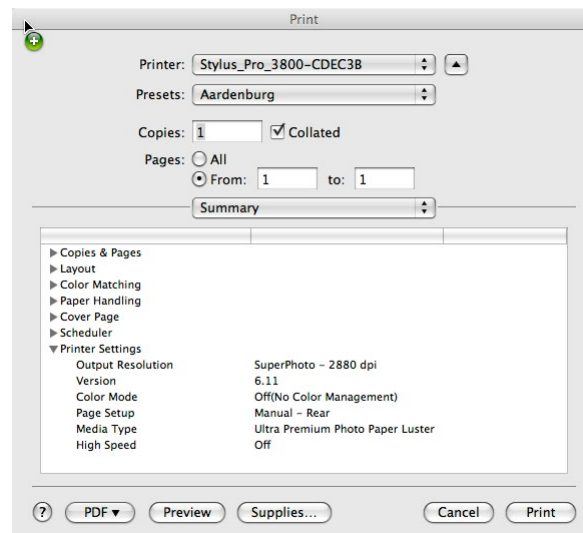 Print
Printer: Stylus_Pro_3800-CDEC3B
Presets: Aardenburg
Copies: 1 Collated
Pages: All
From: 1 to: 1
Summary
Copies & Pages
Layout
Color Matching
Paper Handling
Cover Page
Scheduler
Printer Settings
Output Resolution SuperPhoto - 2880 dpi
Version 6.11
Color Mode Off(No Color Management)
Page Setup Manual - Rear
Media Type Ultra Premium Photo Paper Luster
High Speed Off
? PDF Preview Supplies... Cancel Print